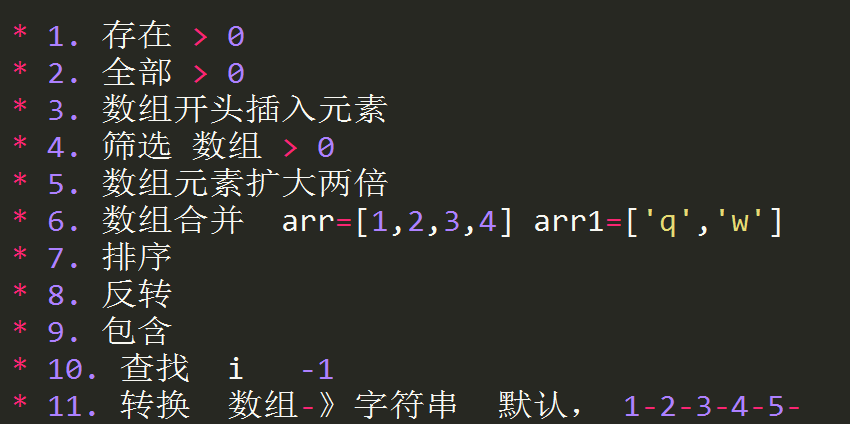 * 1. 存在 > 0
* 2. 全部 > 0
* 3. 数组开头插入元素
* 4. 筛选 数组 > 0
* 5. 数组元素扩大两倍
* 6. 数组合并  arr=[1,2,3,4] arr1=['q','w']
* 7. 排序
* 8. 反转
* 9. 包含
* 10. 查找  i   -1
* 11. 转换  数组-》字符串  默认， 1-2-3-4-5-